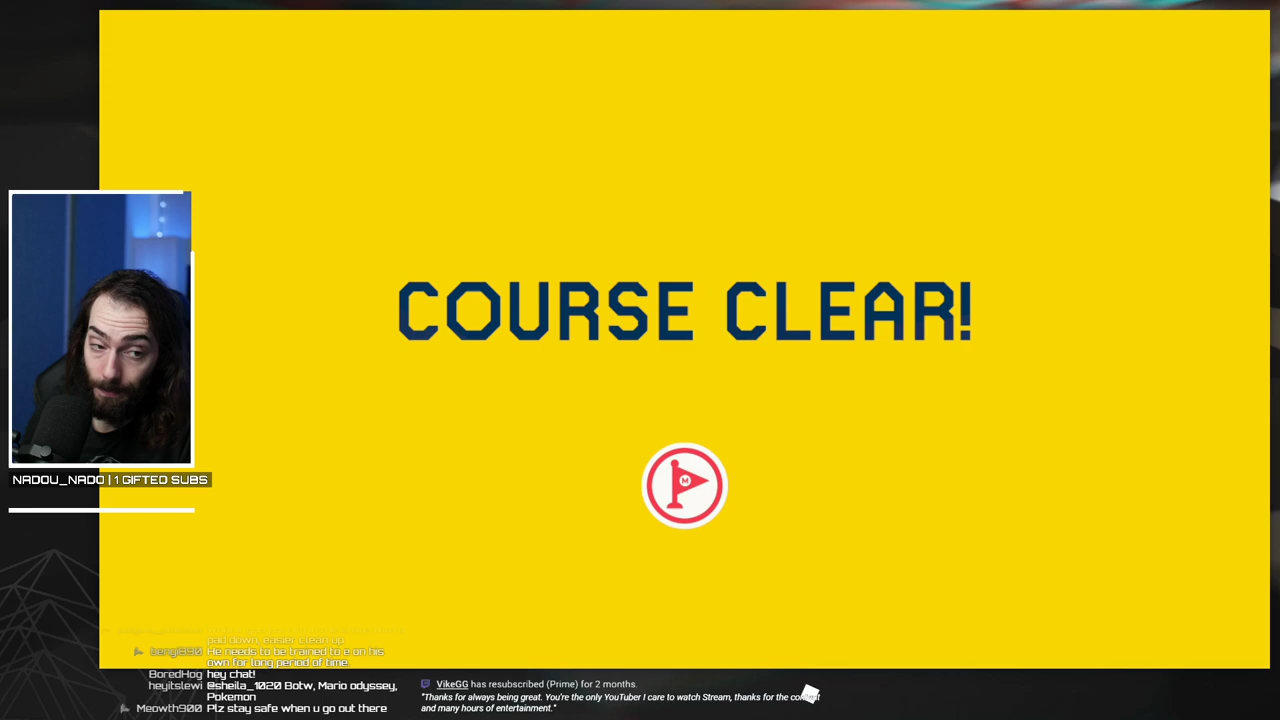 COURSE CLEAR!
M
NADOU_NADO | 1 GIFTED SUBS
pad down, easier clean up
bengi890 He needs to be trained to e on his
own for long period of time.
BoredHog hey chat!
heyitslewi @sheila_1020 Botw, Mario odyssey,
Pokemon
Meowth900 Plz stay safe when u go out there
VikeGG has resubscribed (Prime) for 2 months.
"Thanks for always being great. You're the only YouTuber I care to watch Stream, thanks for the content
and many hours of entertainment."